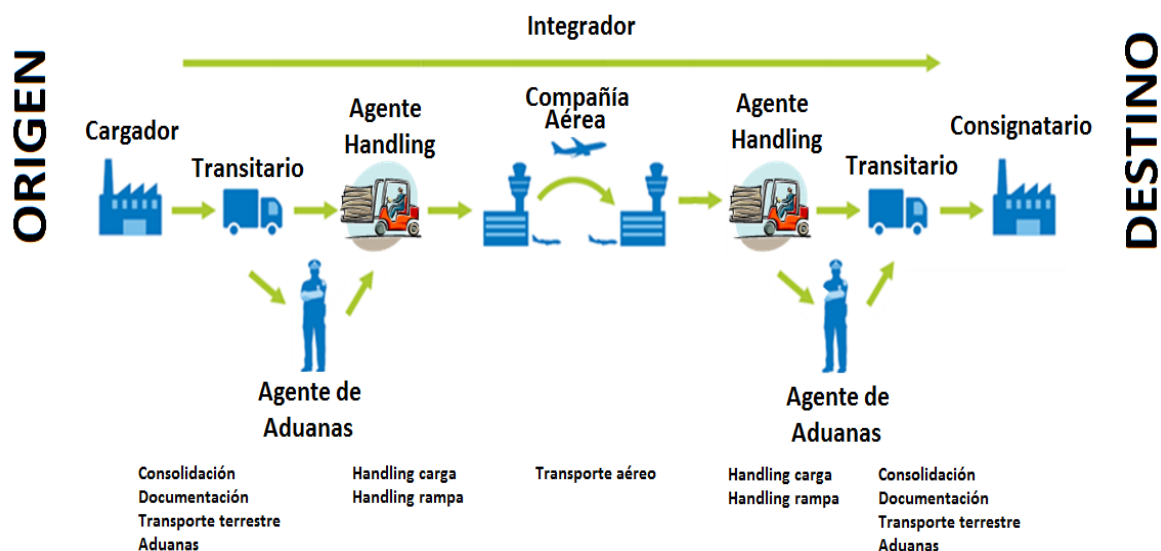 ORIGEN
Integrador
DESTINO
Cargador
Transitario
Agente
Handling
Compañía
Aérea
Agente
Handling
Transitario
Consignatario
Agente de
Aduanas
Agente de
Aduanas
Consolidación
Documentación
Transporte terrestre
Aduanas
Handling carga
Handling rampa
Transporte aéreo
Handling carga
Handling rampa
Consolidación
Documentación
Transporte terrestre
Aduanas